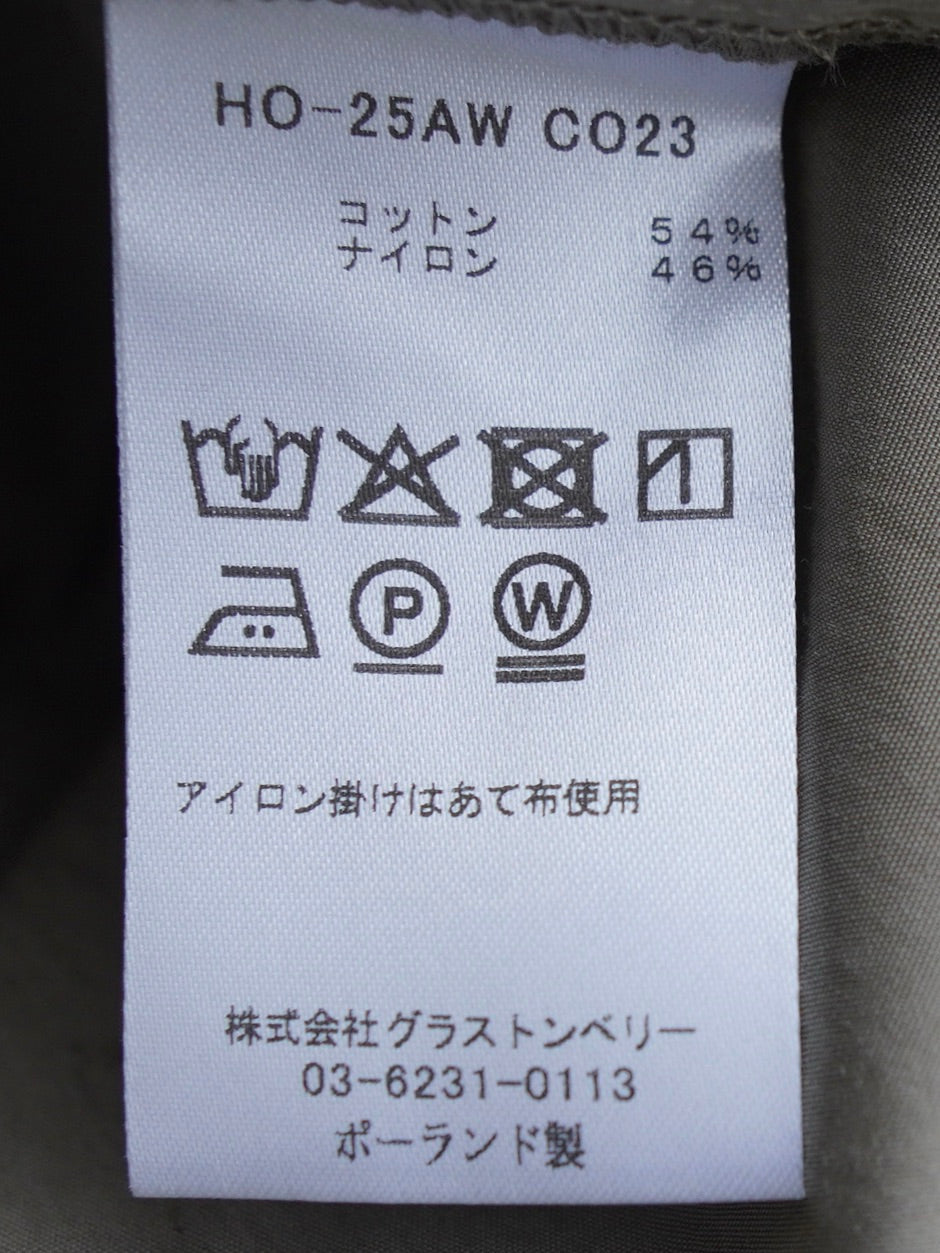 HO-25AW CO23
コットン 54%
ナイロン 46%
P W
アイロン掛けはあて布使用
株式会社グラストンベリー
03-6231-0113
ポーランド製